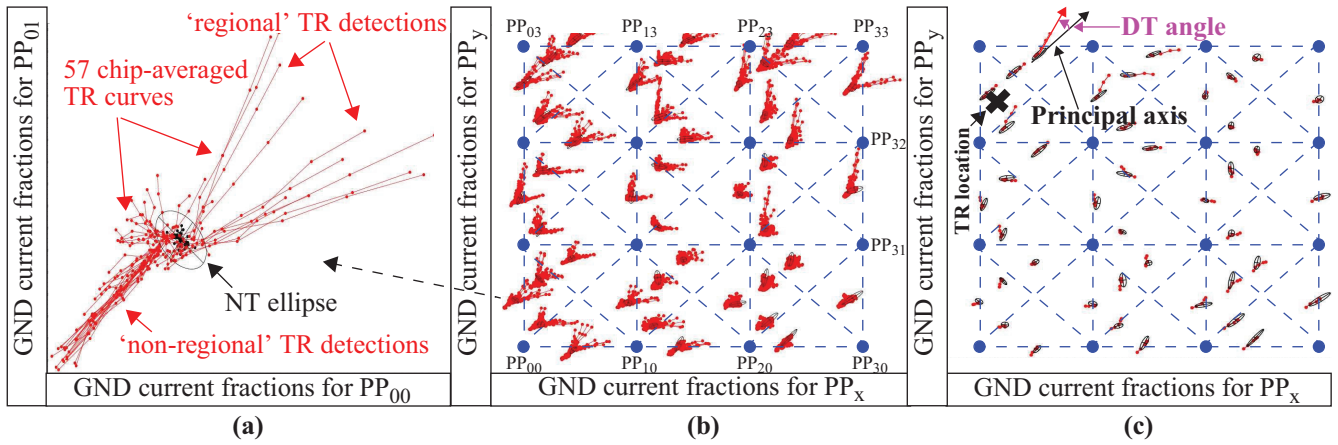 GND current fractions for PP01
'regional' TR detections
57 chip-averaged
TR curves
NT ellipse
'non-regional' TR detections
GND current fractions for PP00
(a)
GND current fractions for PPy
PP03
PP13
PP23
PP33
PP32
PP31
PP00
PP10
PP20
PP30
GND current fractions for PPx
(b)
GND current fractions for PPy
DT angle
Principal axis
TR location
GND current fractions for PPx
(c)